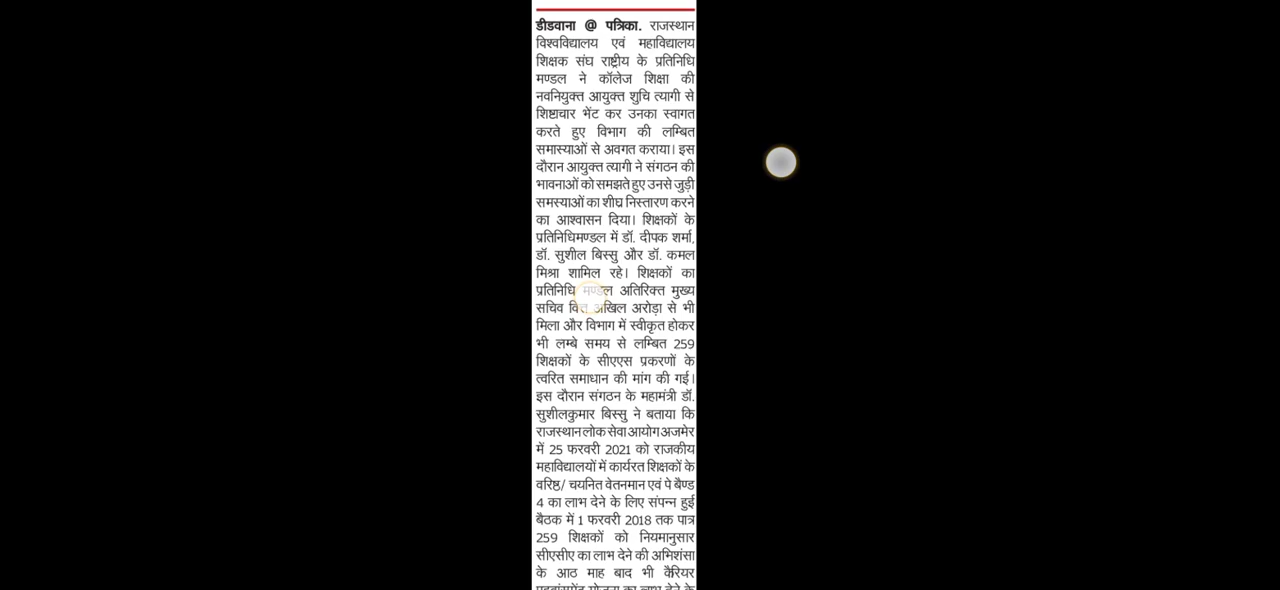 डीडवाना @ पत्रिका. राजस्थान
विश्वविद्यालय एवं महाविद्यालय
शिक्षक संघ राष्ट्रीय के प्रतिनिधि
मण्डल ने कॉलेज शिक्षा की
नवनियुक्त आयुक्त शुचि त्यागी से
शिष्टाचार भेंट कर उनका स्वागत
करते हुए विभाग की लम्बित
समास्याओं से अवगत कराया। इस
दौरान आयुक्त त्यागी ने संगठन की
भावनाओं को समझते हुए उनसे जुड़ी
समस्याओं का शीघ्र निस्तारण करने
का आश्वासन दिया। शिक्षकों के
प्रतिनिधिमण्डल में डॉ. दीपक शर्मा,
डॉ. सुशील बिस्सु और डॉ. कमल
मिश्रा शामिल रहे। शिक्षकों का
प्रतिनिधि मण्डल अतिरिक्त मुख्य
सचिव वित्त अखिल अरोड़ा से भी
मिला और विभाग में स्वीकृत होकर
भी लम्बे समय से लम्बित 259
शिक्षकों के सीएएस प्रकरणों के
त्वरित समाधान की मांग की गई।
इस दौरान संगठन के महामंत्री डॉ.
सुशीलकुमार बिस्सु ने बताया कि
राजस्थान लोक सेवा आयोग अजमेर
में 25 फरवरी 2021 को राजकीय
महाविद्यालयों में कार्यरत शिक्षकों के
वरिष्ठ/ चयनित वेतनमान एवं पे बैण्ड
4 का लाभ देने के लिए संपन्न हुई
बैठक में 1 फरवरी 2018 तक पात्र
259 शिक्षकों को नियमानुसार
सीएसीए का लाभ देने की अभिशंसा
के आठ माह बाद भी कैरियर